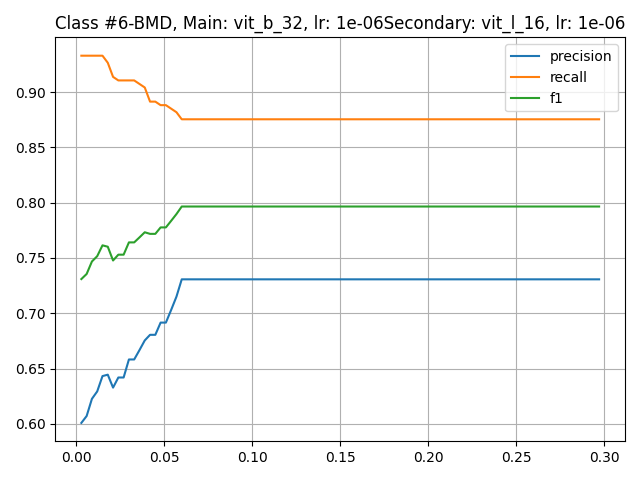 Class #6-BMD, Main: vit_b_32, lr: 1e-06Secondary: vit_l_16, lr: 1e-06
precision
recall
f1
0.90
0.85
0.80
0.75
0.70
0.65
0.60
0.00 0.05 0.10 0.15 0.20 0.25 0.30